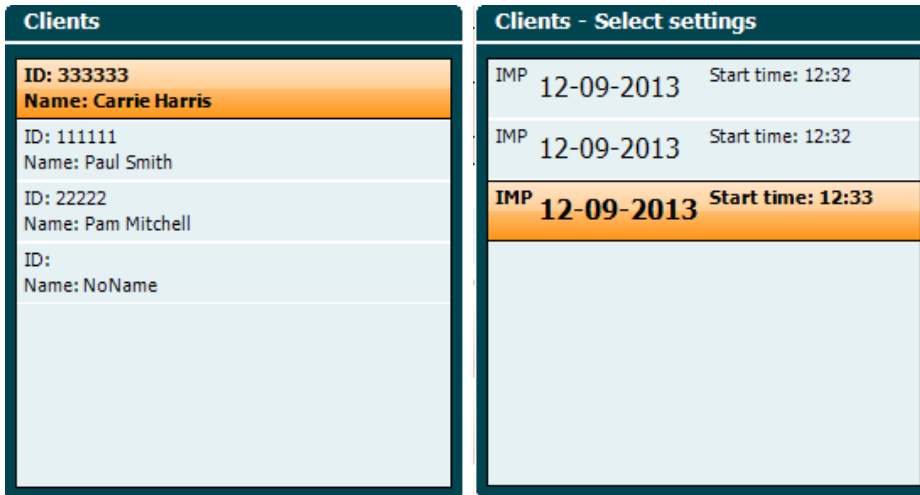 Clients
ID: 333333
Name: Carrie Harris
ID: 111111
Name: Paul Smith
ID: 22222
Name: Pam Mitchell
ID:
Name: NoName
Clients - Select settings
IMP 12-09-2013 Start time: 12:32
IMP 12-09-2013 Start time: 12:32
IMP 12-09-2013 Start time: 12:33